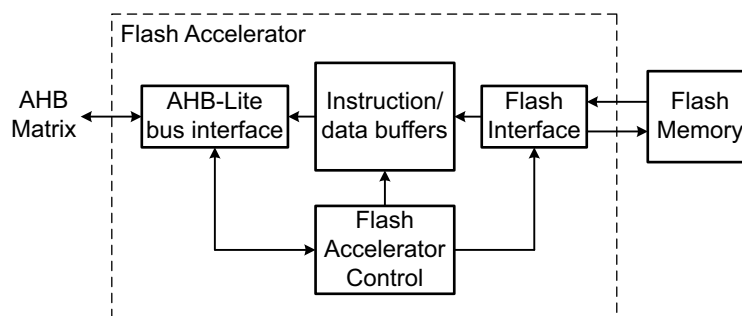 Flash Accelerator
AHB
Matrix
AHB-Lite
bus interface
Instruction/
data buffers
Flash
Interface
Flash
Memory
Flash
Accelerator
Control